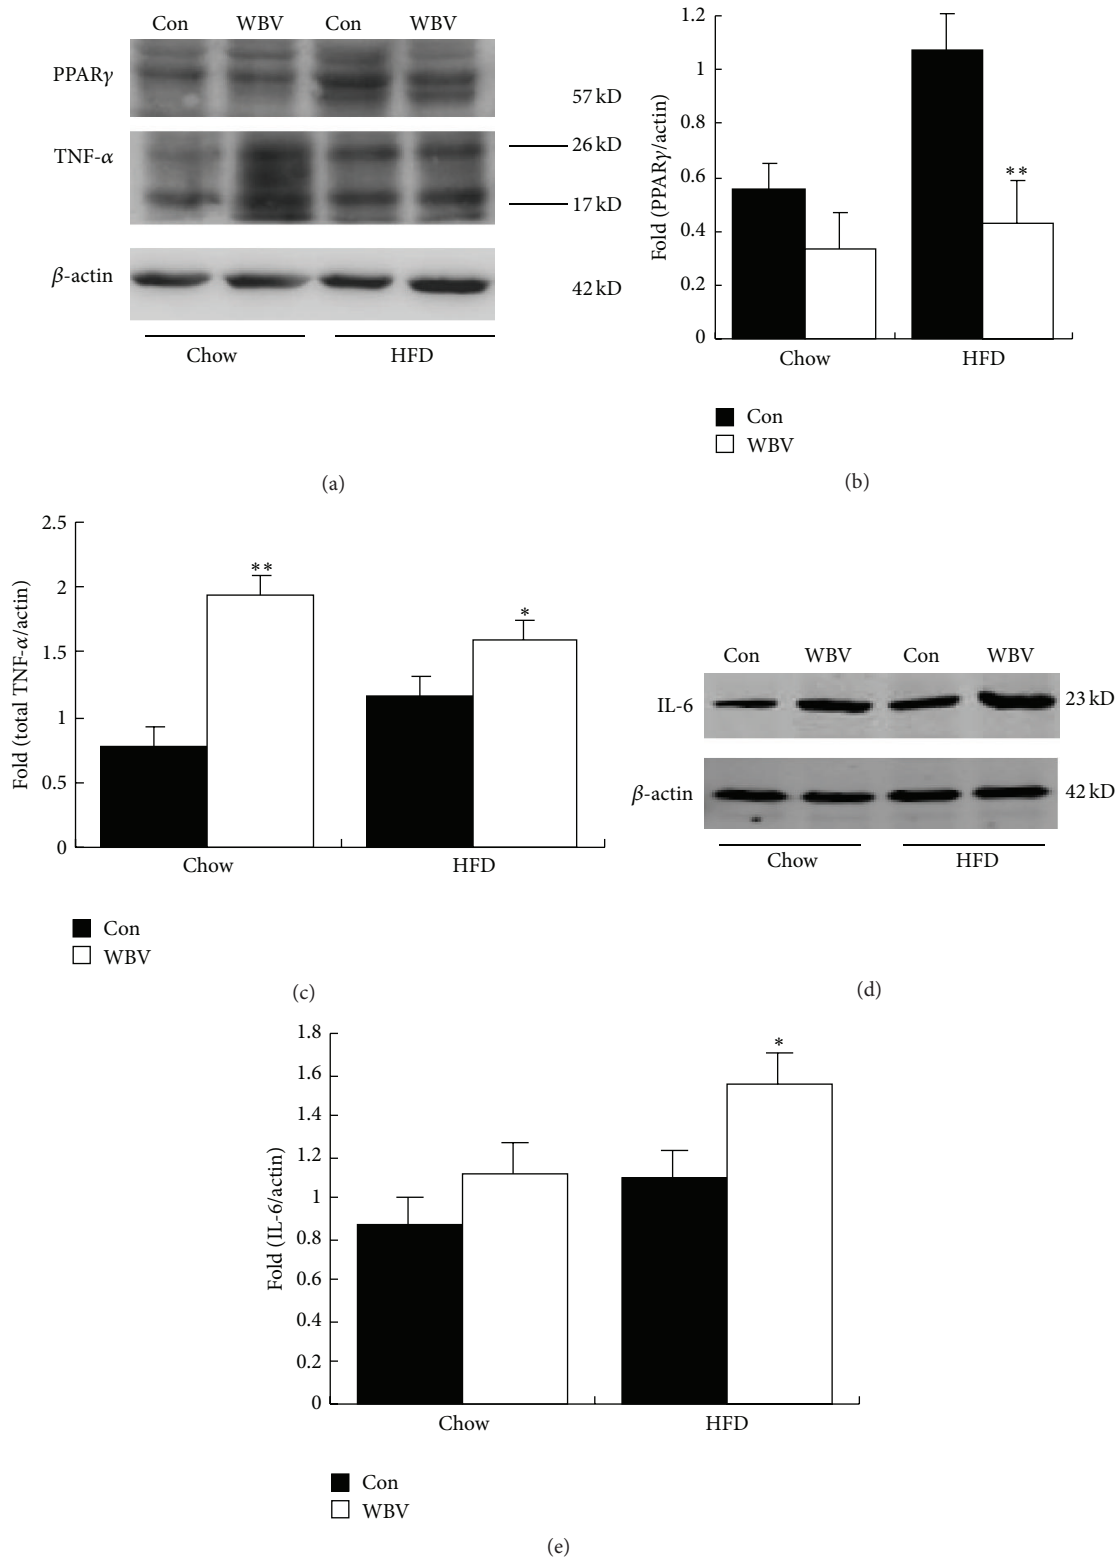 Con WBV Con WBV
PPARγ
57 kD
TNF-α
26 kD
17 kD
β-actin
42 kD
Chow HFD
(a)
1.2
1
0.8
0.6
0.4
0.2
0
Fold (PPARγ/actin)
**
Chow HFD
Con
WBV
(b)
2.5
2
1.5
1
0.5
0
Fold (total TNF-α/actin)
**
*
Chow HFD
Con
WBV
(c)
Con WBV Con WBV
IL-6
23 kD
β-actin
42 kD
Chow HFD
(d)
1.8
1.6
1.4
1.2
1
0.8
0.6
0.4
0.2
0
Fold (IL-6/actin)
*
Chow HFD
Con
WBV
(e)